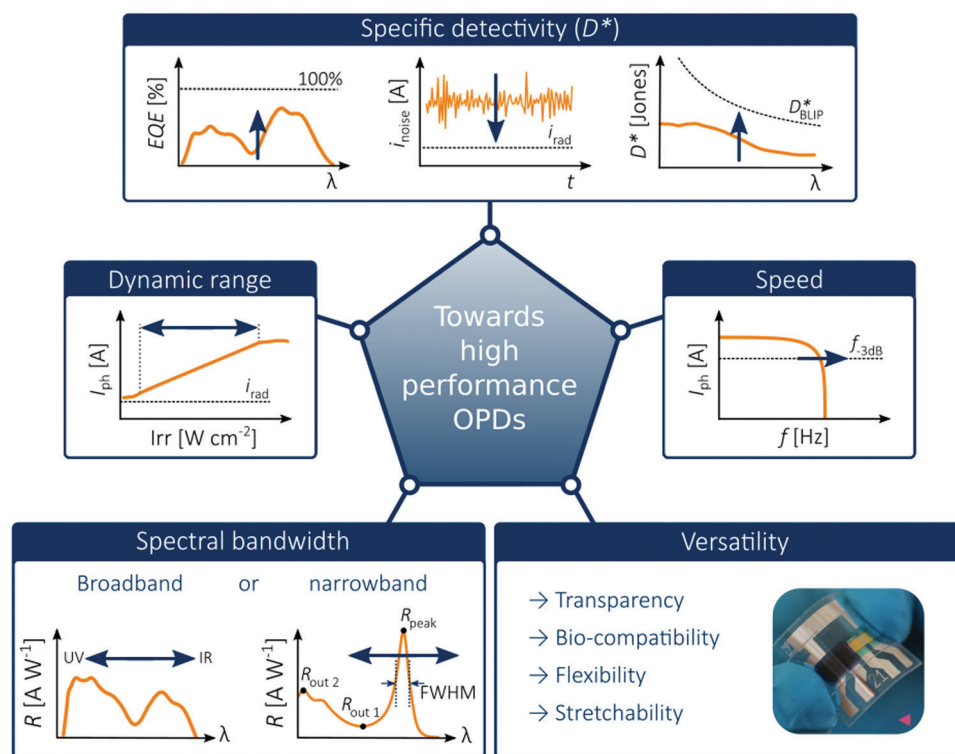 Specific detectivity (D*)
EQE [%]
100%
λ
i_noise [A]
i_rad
t
D* [Jones]
D*_BLIP
λ
Dynamic range
I_ph [A]
i_rad
Irr [W cm⁻²]
Towards
high
performance
OPDs
Speed
I_ph [A]
f_-3dB
f [Hz]
Spectral bandwidth
Broadband or narrowband
R [A W⁻¹]
UV
IR
λ
R [A W⁻¹]
R_out 2
R_out 1
R_peak
FWHM
λ
Versatility
→ Transparency
→ Bio-compatibility
→ Flexibility
→ Stretchability
21